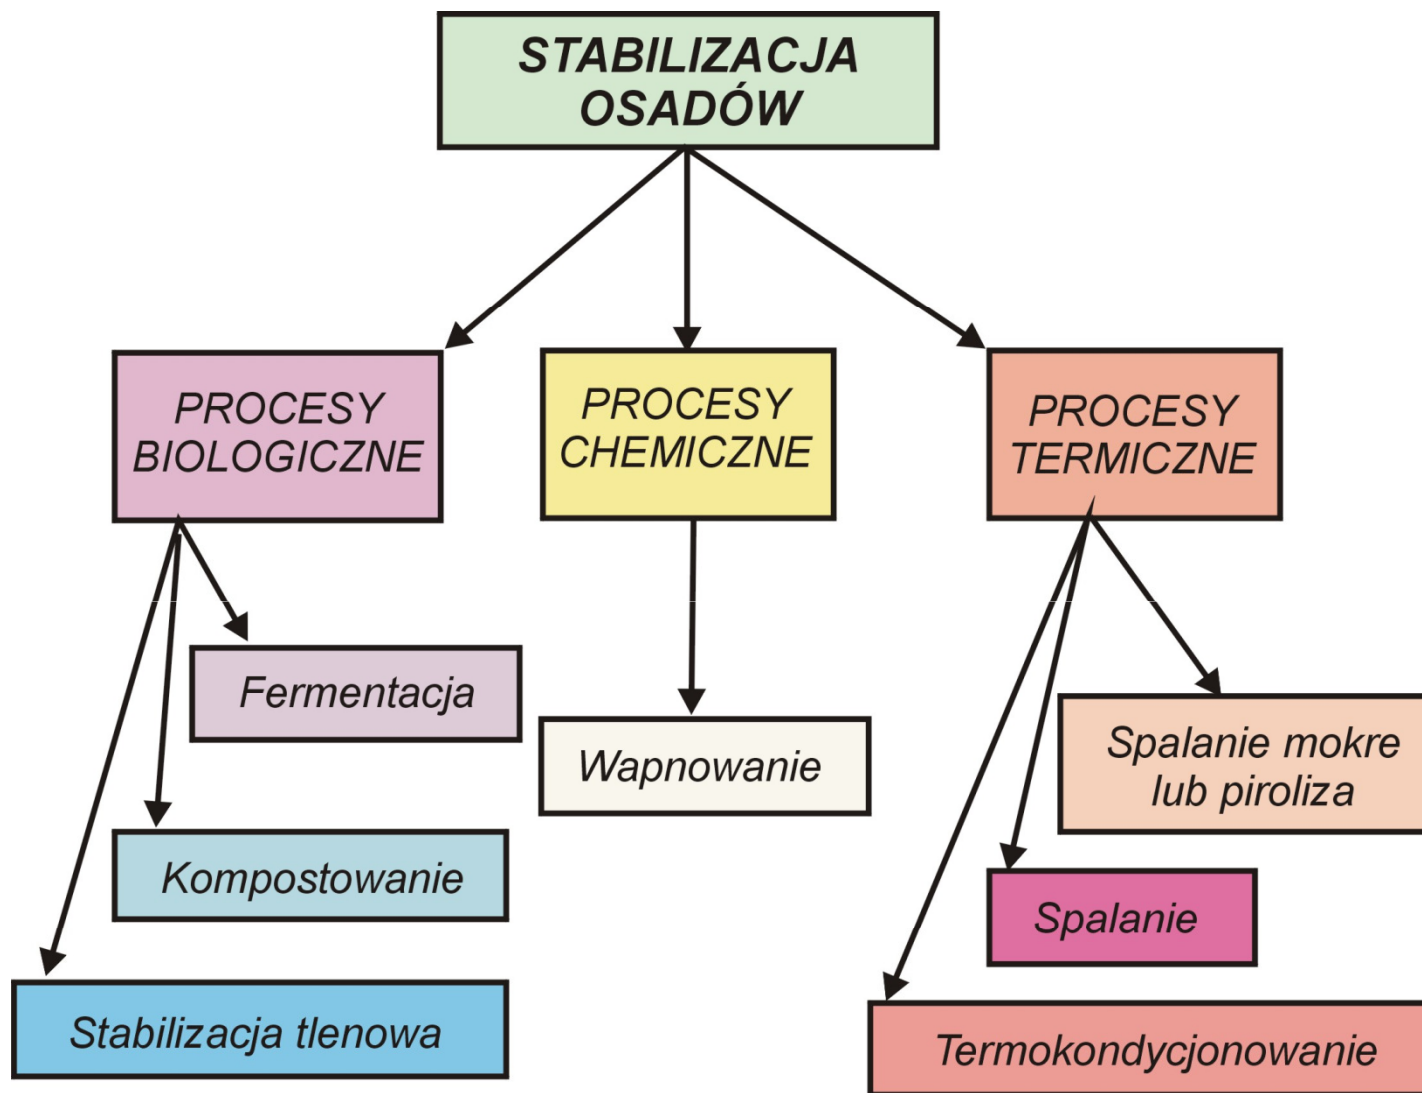 STABILIZACJA
OSADÓW
PROCESY
BIOLOGICZNE
PROCESY
CHEMICZNE
PROCESY
TERMICZNE
Fermentacja
Wapnowanie
Spalanie mokre
lub piroliza
Kompostowanie
Spalanie
Stabilizacja tlenowa
Termokondycjonowanie